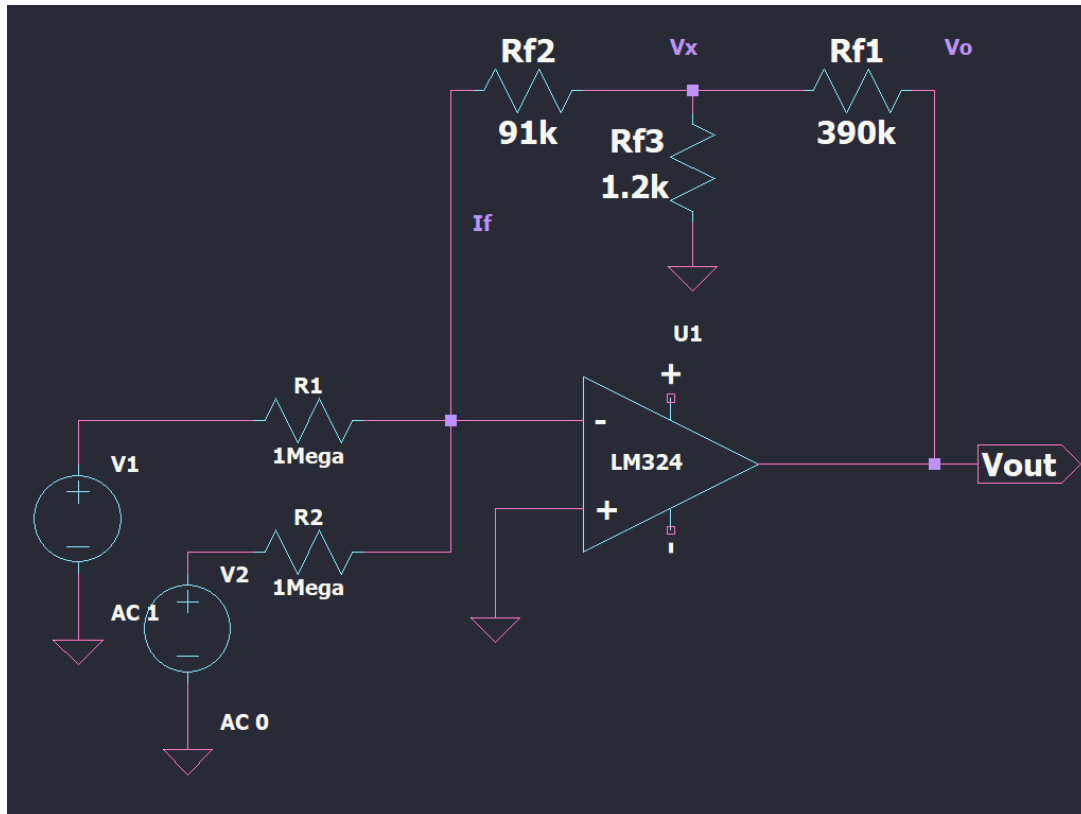 Rf2
Vx
Rf1
Vo
91k
Rf3
390k
1.2k
If
U1
+
R1
-
V1
1Mega
LM324
Vout
+
R2
+
-
V2
1Mega
AC 1
+
AC 0